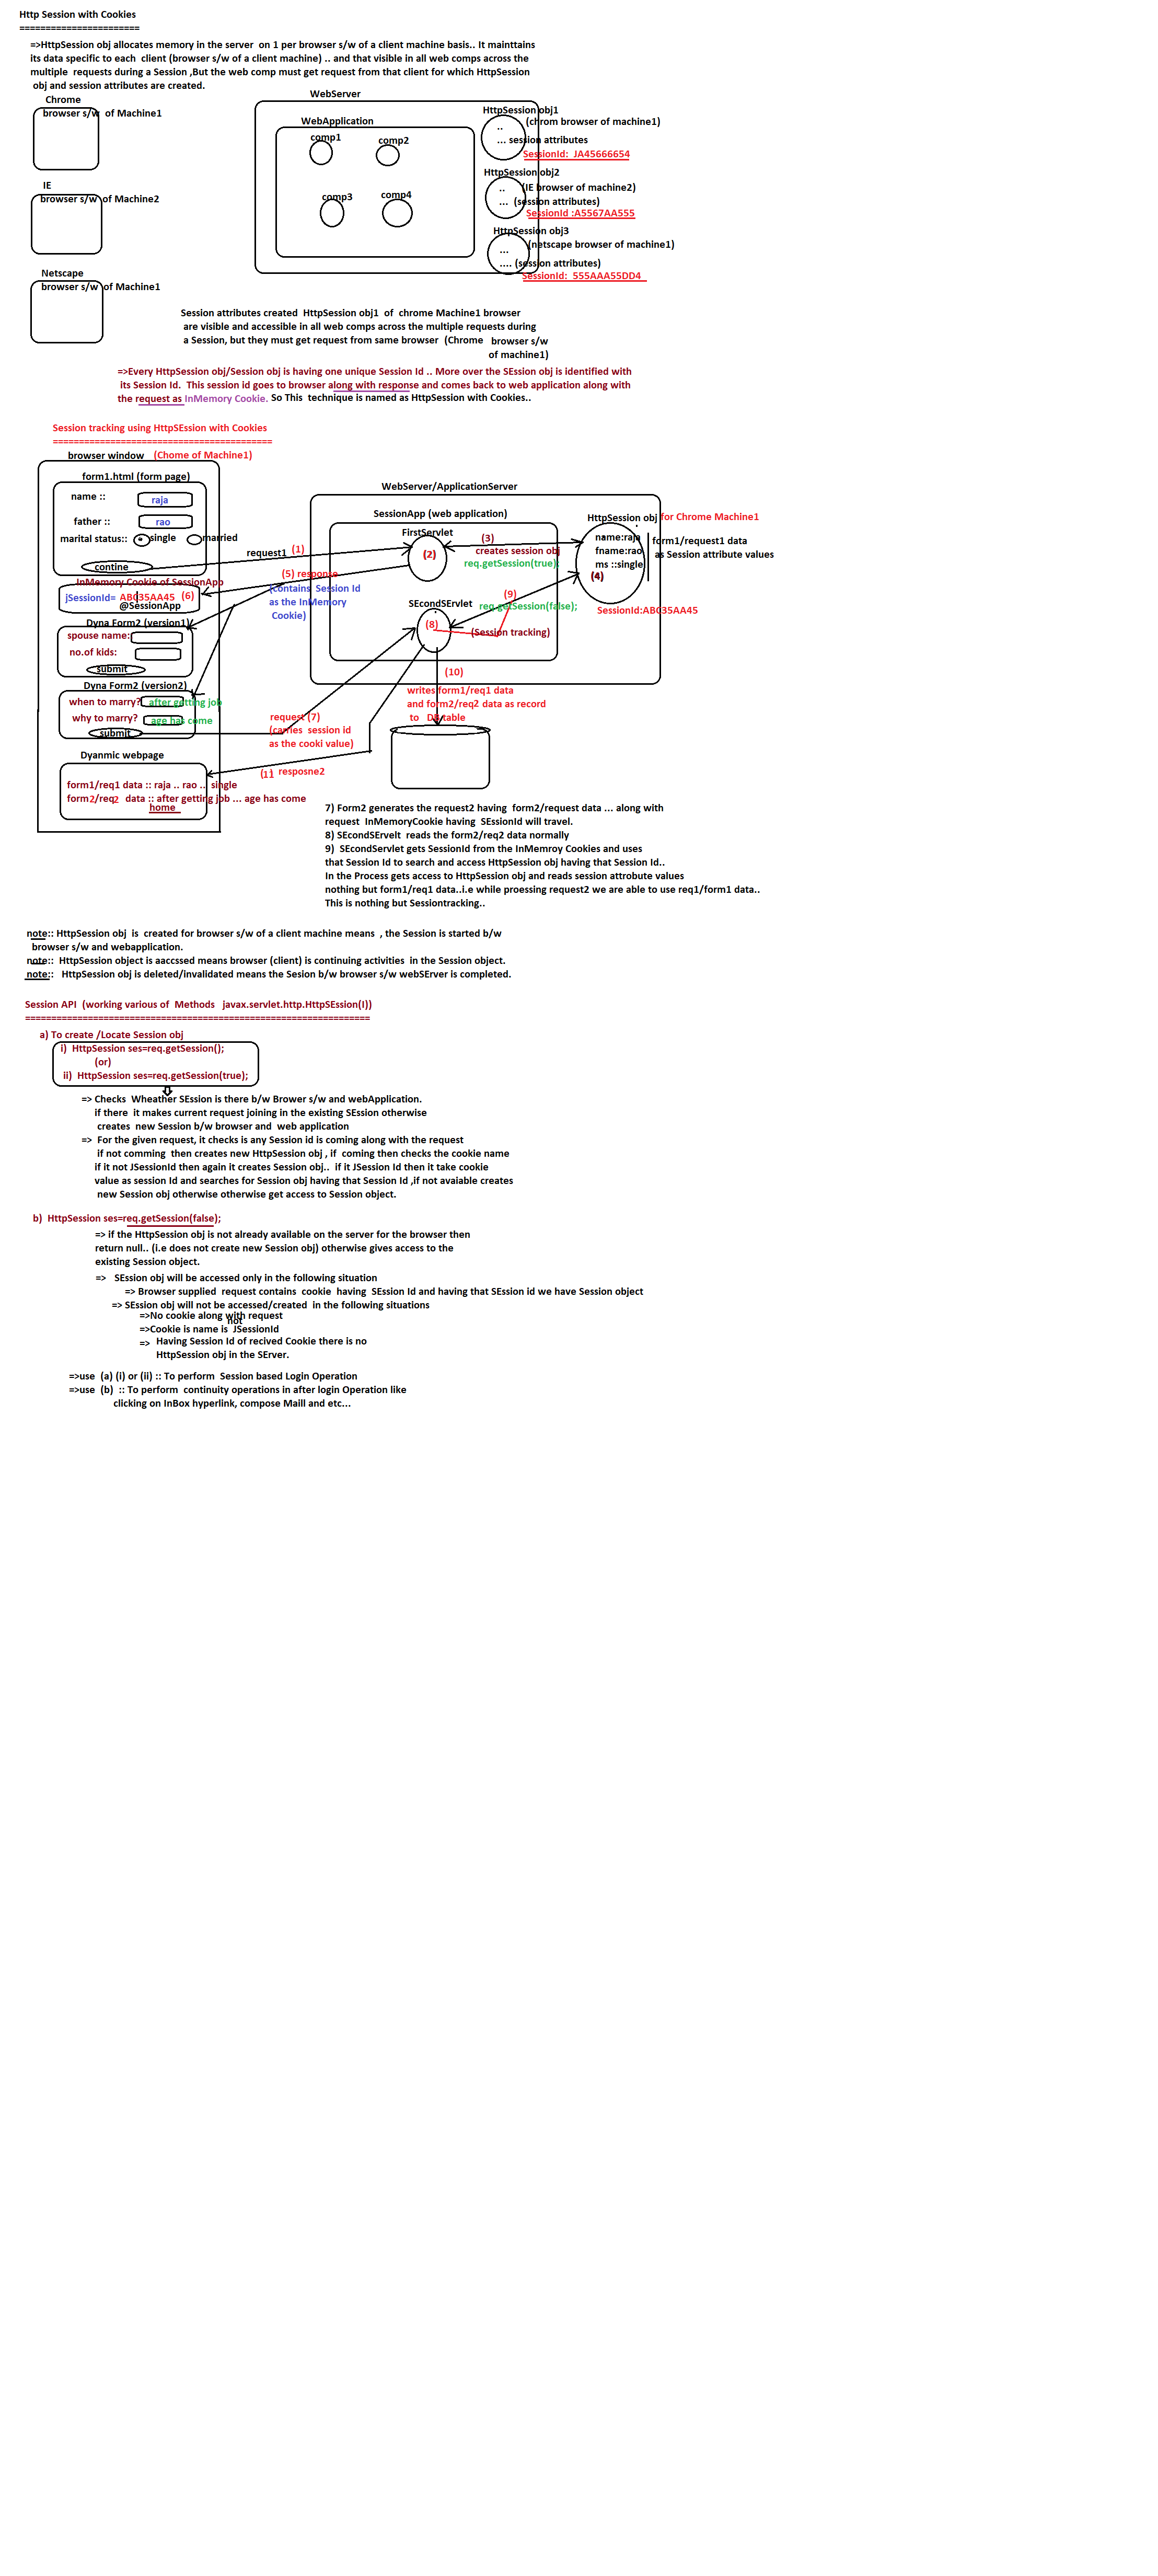 Http Session with Cookies
=======================
=>HttpSession obj allocates memory in the server on 1 per browser s/w of a client machine basis.. It mainttains
its data specific to each client (browser s/w of a client machine) .. and that visible in all web comps across the
multiple requests during a Session ,But the web comp must get request from that client for which HttpSession
obj and session attributes are created.
Chrome
browser s/w of Machine1
IE
browser s/w of Machine2
Netscape
browser s/w of Machine1
WebServer
WebApplication
comp1
comp2
comp3
comp4
HttpSession obj1
(chrom browser of machine1)
..
... session attributes
SessionId: JA45666654
HttpSession obj2
.. (IE browser of machine2)
... (session attributes)
SessionId :A5567AA555
HttpSession obj3
(netscape browser of machine1)
...
.... (session attributes)
SessionId: 555AAA55DD4
Session attributes created HttpSession obj1 of chrome Machine1 browser
are visible and accessible in all web comps across the multiple requests during
a Session, but they must get request from same browser (Chrome browser s/w
of machine1)
=>Every HttpSession obj/Session obj is having one unique Session Id .. More over the SEssion obj is identified with
its Session Id. This session id goes to browser along with response and comes back to web application along with
the request as InMemory Cookie. So This technique is named as HttpSession with Cookies..
Session tracking using HttpSEssion with Cookies
==========================================
browser window (Chome of Machine1)
form1.html (form page)
name :: raja
father :: rao
marital status:: single married
contine
InMemory Cookie of SessionApp
jSessionId= ABC35AA45 (6)
@SessionApp
Dyna Form2 (version1)
spouse name:
no.of kids:
submit
Dyna Form2 (version2)
when to marry? after getting job
why to marry? age has come
submit
Dyanmic webpage
form1/req1 data :: raja .. rao .. single
form2/req2 data :: after getting job ... age has come
home
request1 (1)
(5) response
(contains Session Id
as the InMemory
Cookie)
WebServer/ApplicationServer
SessionApp (web application)
FirstServlet
(2)
(3)
creates session obj
req.getSession(true);
SEcondSErvlet
(8)
(9)
req.getSession(false);
(Session tracking)
HttpSession obj for Chrome Machine1
name:raja
fname:rao
ms ::single
(4)
form1/request1 data
as Session attribute values
SessionId:ABC35AA45
(10)
writes form1/req1 data
and form2/req2 data as record
to DB table
request (7)
(carries session id
as the cooki value)
(11 resposne2
7) Form2 generates the request2 having form2/request data ... along with
request InMemoryCookie having SEssionId will travel.
8) SEcondSErvelt reads the form2/req2 data normally
9) SEcondServlet gets SessionId from the InMemroy Cookies and uses
that Session Id to search and access HttpSession obj having that Session Id..
In the Process gets access to HttpSession obj and reads session attrobute values
nothing but form1/req1 data..i.e while proessing request2 we are able to use req1/form1 data..
This is nothing but Sessiontracking..
note:: HttpSession obj is created for browser s/w of a client machine means , the Session is started b/w
browser s/w and webapplication.
note:: HttpSession object is aaccssed means browser (client) is continuing activities in the Session object.
note:: HttpSession obj is deleted/invalidated means the Sesion b/w browser s/w webSErver is completed.
Session API (working various of Methods javax.servlet.http.HttpSEssion(I))
==================================================================
a) To create /Locate Session obj
i) HttpSession ses=req.getSession();
(or)
ii) HttpSession ses=req.getSession(true);
=> Checks Wheather SEssion is there b/w Brower s/w and webApplication.
if there it makes current request joining in the existing SEssion otherwise
creates new Session b/w browser and web application
=> For the given request, it checks is any Session id is coming along with the request
if not comming then creates new HttpSession obj , if coming then checks the cookie name
if it not JSessionId then again it creates Session obj.. if it JSession Id then it take cookie
value as session Id and searches for Session obj having that Session Id ,if not avaiable creates
new Session obj otherwise otherwise get access to Session object.
b) HttpSession ses=req.getSession(false);
=> if the HttpSession obj is not already available on the server for the browser then
return null.. (i.e does not create new Session obj) otherwise gives access to the
existing Session object.
=> SEssion obj will be accessed only in the following situation
=> Browser supplied request contains cookie having SEssion Id and having that SEssion id we have Session object
=> SEssion obj will not be accessed/created in the following situations
=>No cookie along with request
not
=>Cookie is name is JSessionId
=> Having Session Id of recived Cookie there is no
HttpSession obj in the SErver.
=>use (a) (i) or (ii) :: To perform Session based Login Operation
=>use (b) :: To perform continuity operations in after login Operation like
clicking on InBox hyperlink, compose Maill and etc...